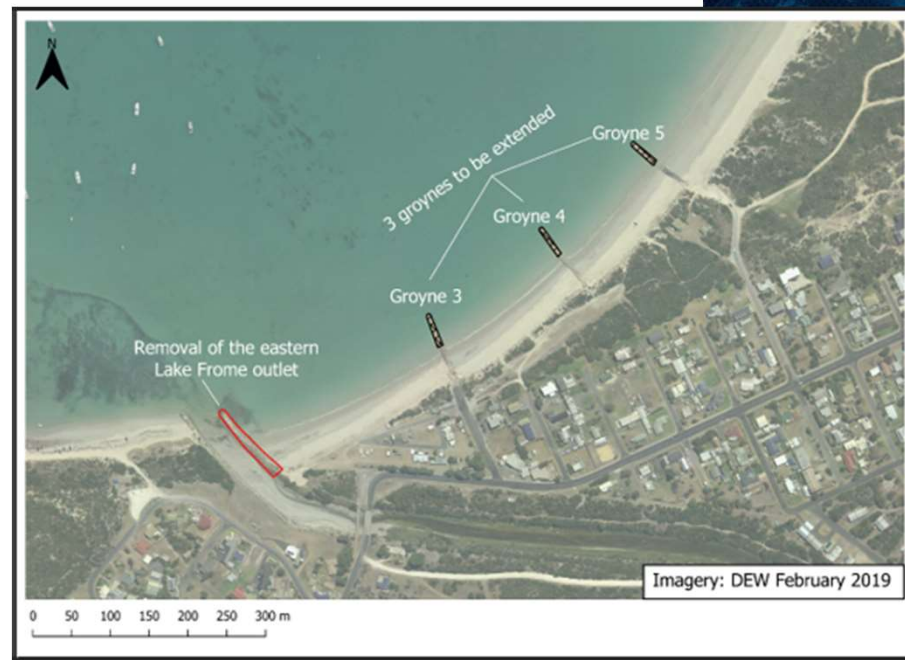 N
Groyne 5
3 groynes to be extended
Groyne 4
Groyne 3
Removal of the eastern
Lake Frome outlet
Imagery: DEW February 2019
0 50 100 150 200 250 300 m